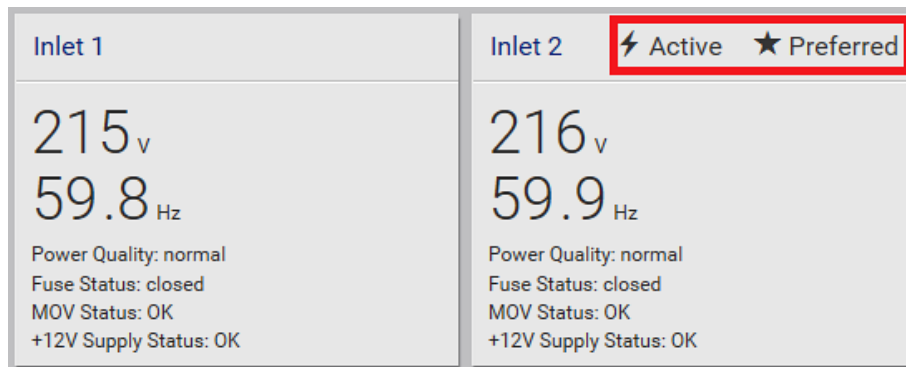 Inlet 1
215 V
59.8 Hz
Power Quality: normal
Fuse Status: closed
MOV Status: OK
+12V Supply Status: OK
Inlet 2 Active Preferred
216 V
59.9 Hz
Power Quality: normal
Fuse Status: closed
MOV Status: OK
+12V Supply Status: OK